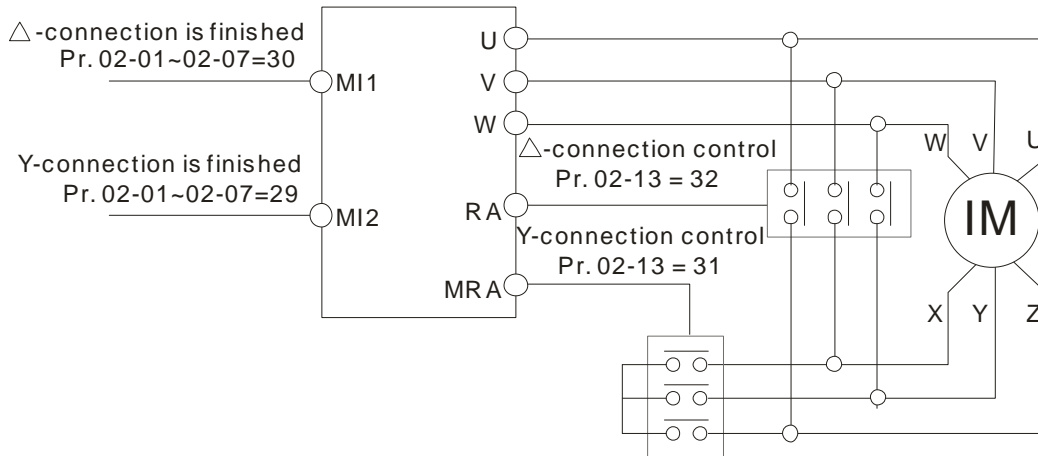 △-connection is finished
Pr. 02-01~02-07=30
MI1
Y-connection is finished
Pr. 02-01~02-07=29
MI2
U
V
W
△-connection control
Pr. 02-13 = 32
RA
Y-connection control
Pr. 02-13 = 31
MRA
W V U
IM
X Y Z